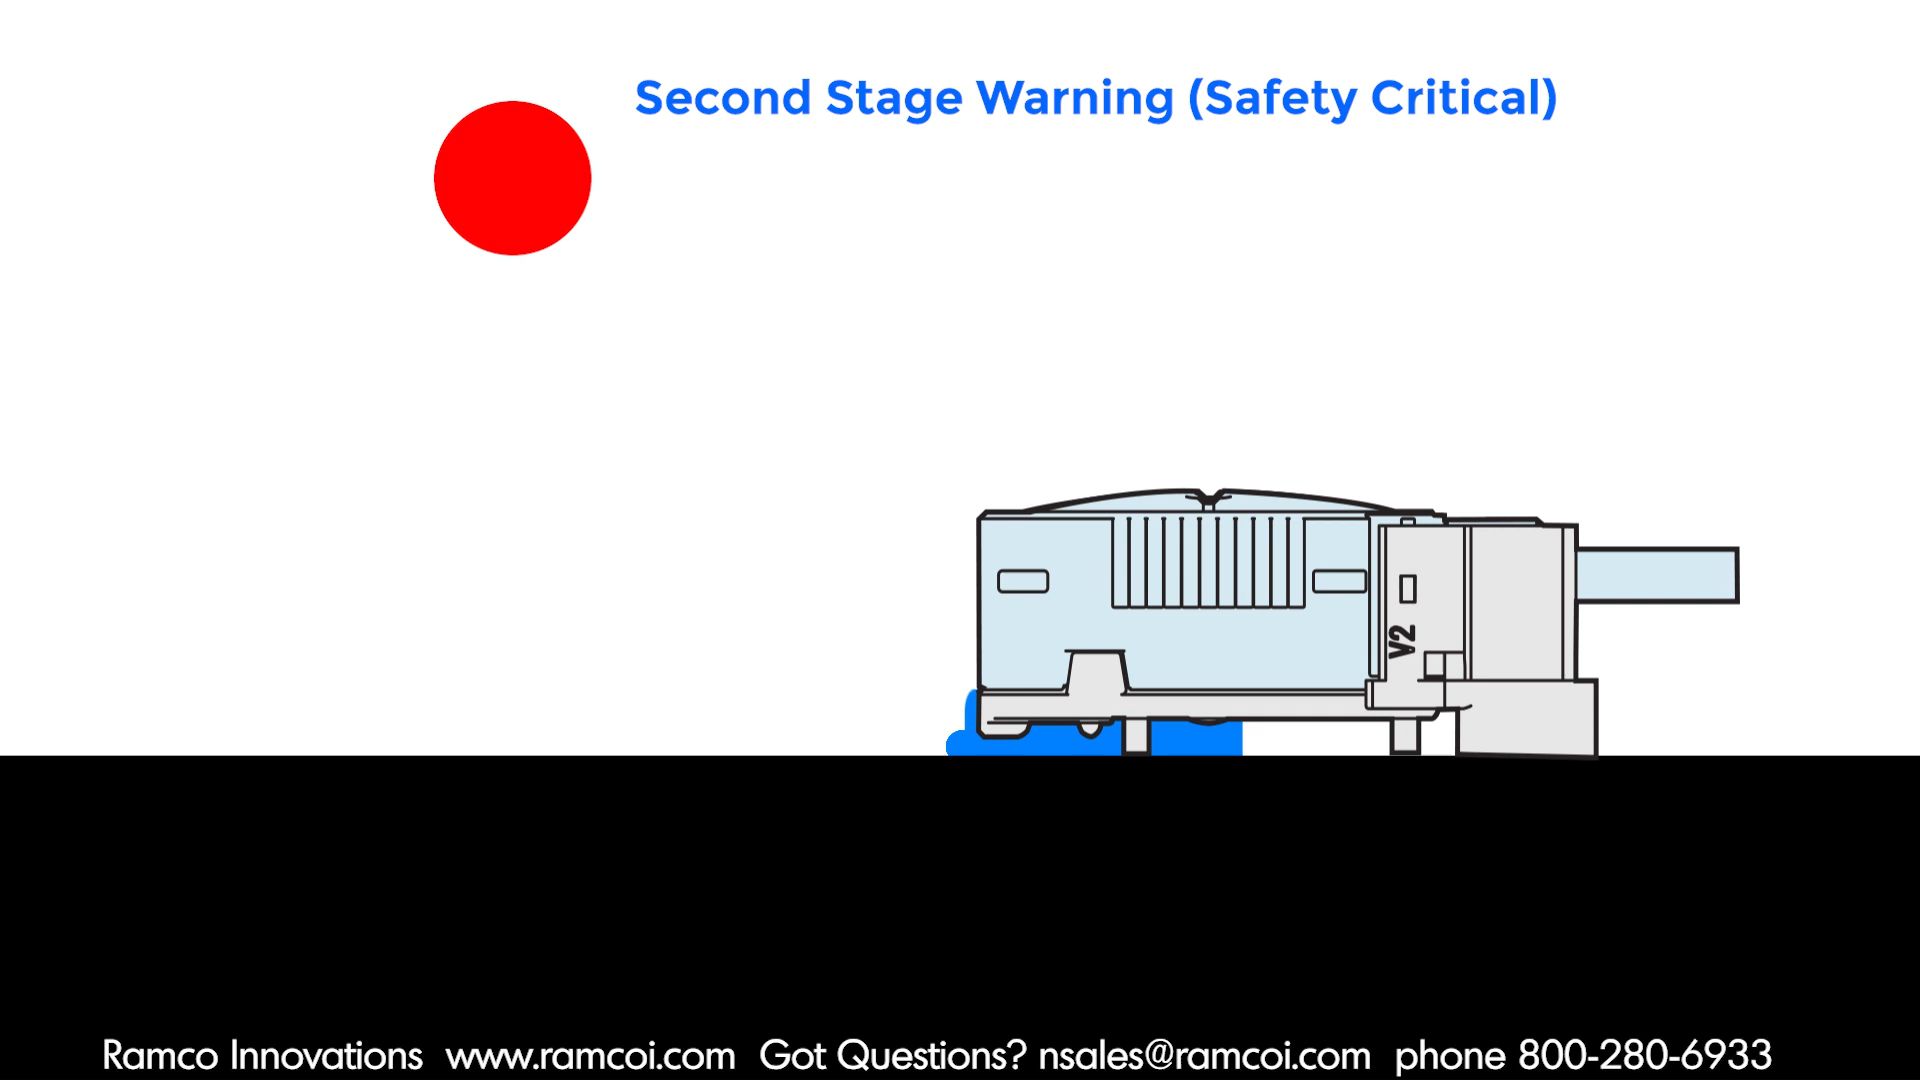 Second Stage Warning (Safety Critical)
V2
Ramco Innovations www.ramcoi.com Got Questions? nsales@ramcoi.com phone 800-280-6933